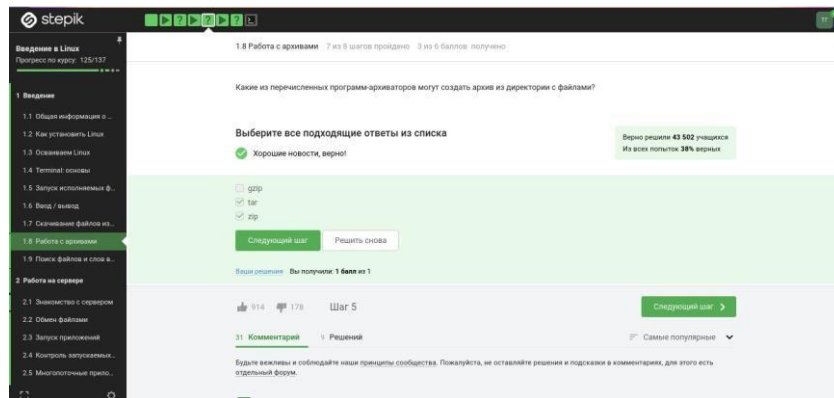 stepik
Введение в Linux
Прогресс по курсу: 125/137
1 Введение
1.1 Общая информация о ...
1.2 Как установить Linux
1.3 Осваиваем Linux
1.4 Terminal: основы
1.5 Запуск исполняемых ф...
1.6 Ввод / вывод
1.7 Скачивание файлов из...
1.8 Работа с архивами
1.9 Поиск файлов и слов в...
2 Работа на сервере
2.1 Знакомство с сервером
2.2 Обмен файлами
2.3 Запуск приложений
2.4 Контроль запускаемых...
2.5 Многопоточные прило...
1.8 Работа с архивами 7 из 8 шагов пройдено 3 из 6 баллов получено
Какие из перечисленных программ-архиваторов могут создать архив из директории с файлами?
Выберите все подходящие ответы из списка
Хорошие новости, верно!
Верно решили 43 502 учащихся
Из всех попыток 38% верных
gzip
tar
zip
Следующий шаг Решить снова
Ваши решения Вы получили: 1 балл из 1
914 178 Шаг 5 Следующий шаг
31 Комментарий 9 Решений Самые популярные
Будьте вежливы и соблюдайте наши принципы сообщества. Пожалуйста, не оставляйте решения и подсказки в комментариях, для этого есть
отдельный форум.